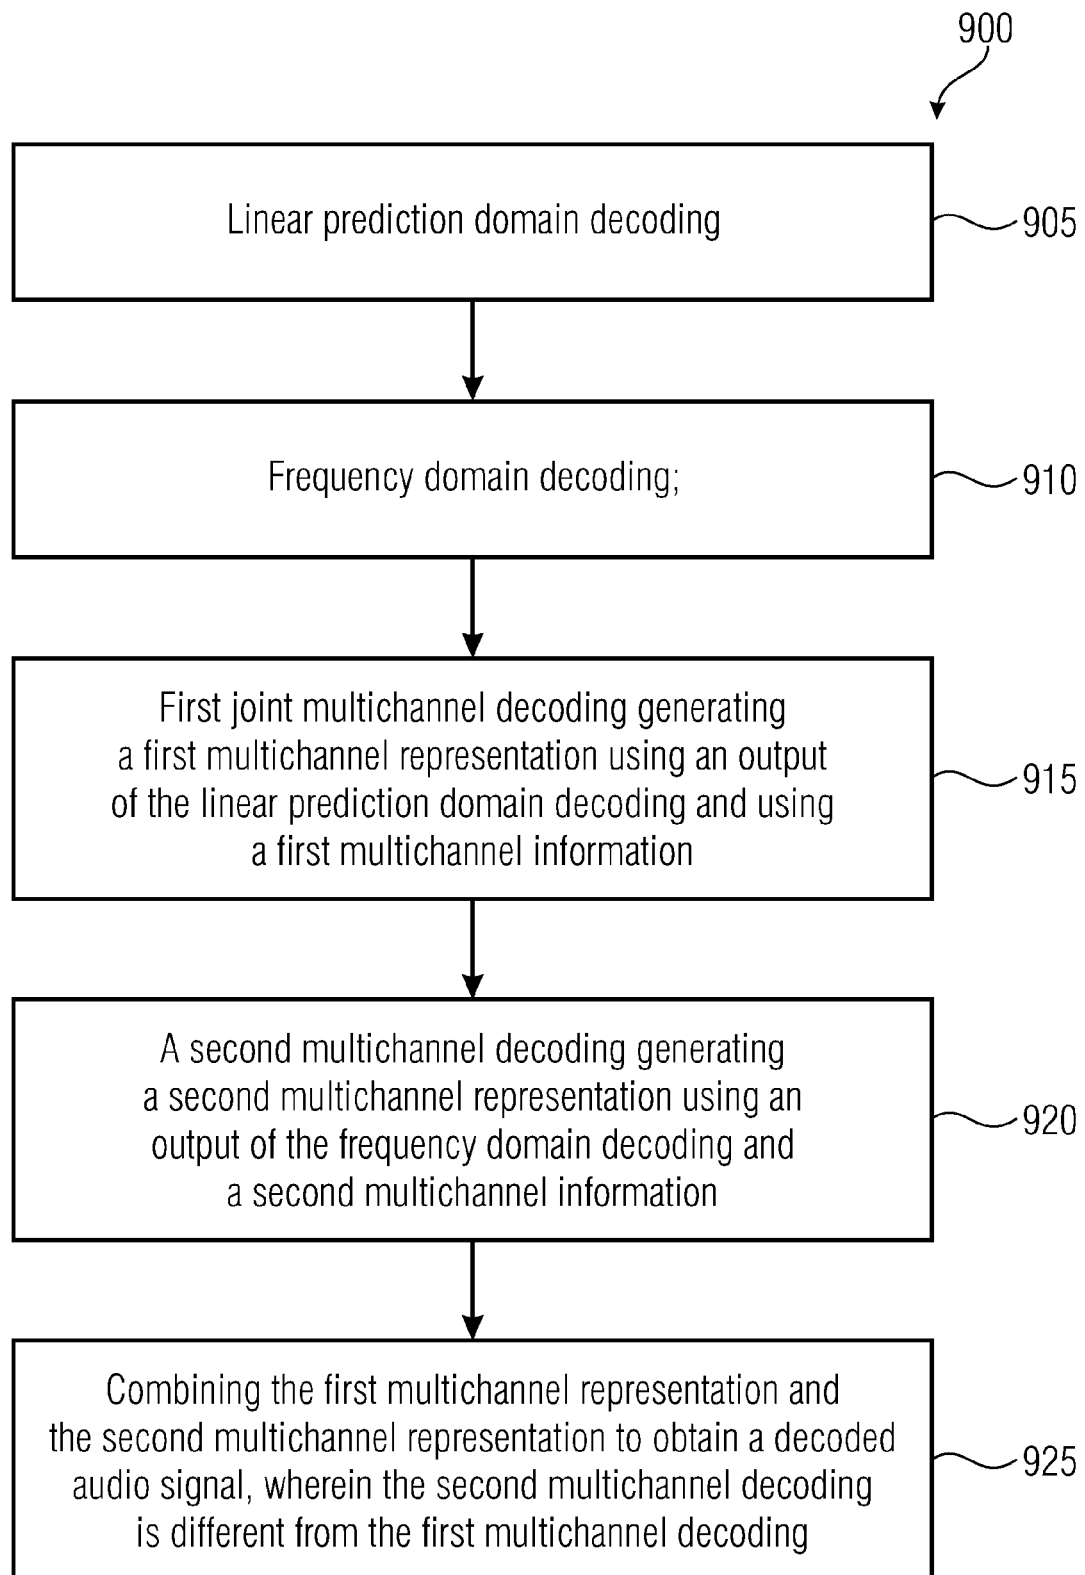 900
Linear prediction domain decoding
905
Frequency domain decoding;
910
First joint multichannel decoding generating
a first multichannel representation using an output
of the linear prediction domain decoding and using
a first multichannel information
915
A second multichannel decoding generating
a second multichannel representation using an
output of the frequency domain decoding and
a second multichannel information
920
Combining the first multichannel representation and
the second multichannel representation to obtain a decoded
audio signal, wherein the second multichannel decoding
is different from the first multichannel decoding
925